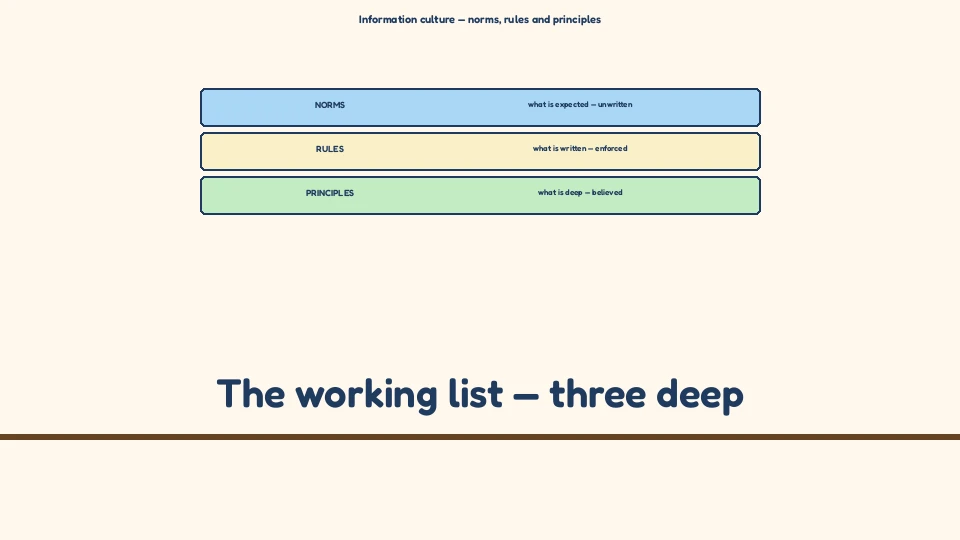 Information culture — norms, rules and principles
NORMS what is expected — unwritten
RULES what is written — enforced
PRINCIPLES what is deep — believed
The working list — three deep